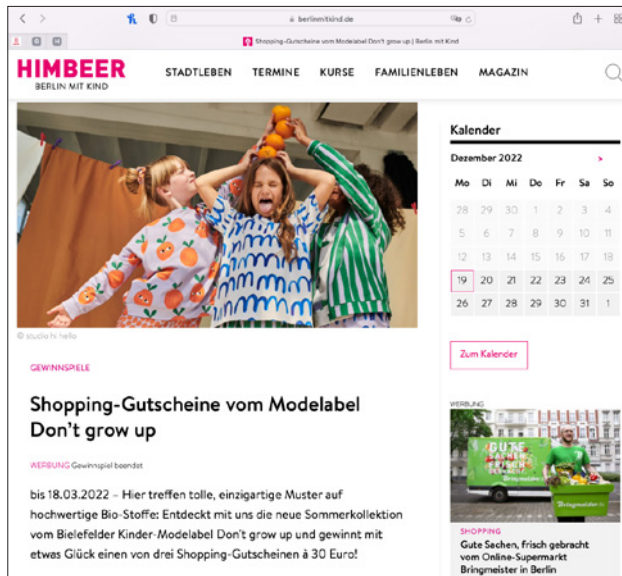 berlinmitkind.de
Shopping-Gutscheine vom Modelabel Don't grow up | Berlin mit Kind
HIMBEER
BERLIN MIT KIND
STADTLEBEN TERMINE KURSE FAMILIENLEBEN MAGAZIN
© studio hi hello
GEWINNSPIELE
Shopping-Gutscheine vom Modelabel
Don't grow up
WERBUNG Gewinnspiel beendet
bis 18.03.2022 – Hier treffen tolle, einzigartige Muster auf
hochwertige Bio-Stoffe: Entdeckt mit uns die neue Sommerkollektion
vom Bielefelder Kinder-Modelabel Don't grow up und gewinnt mit
etwas Glück einen von drei Shopping-Gutscheinen à 30 Euro!
Kalender
Dezember 2022 >
Mo Di Mi Do Fr Sa So
28 29 30 1 2 3 4
5 6 7 8 9 10 11
12 13 14 15 16 17 18
19 20 21 22 23 24 25
26 27 28 29 30 31 1
Zum Kalender
WERBUNG
GUTE
SACHEN,
FRISCH
Bringmeister
Bringmeister
SHOPPING
Gute Sachen, frisch gebracht
vom Online-Supermarkt
Bringmeister in Berlin